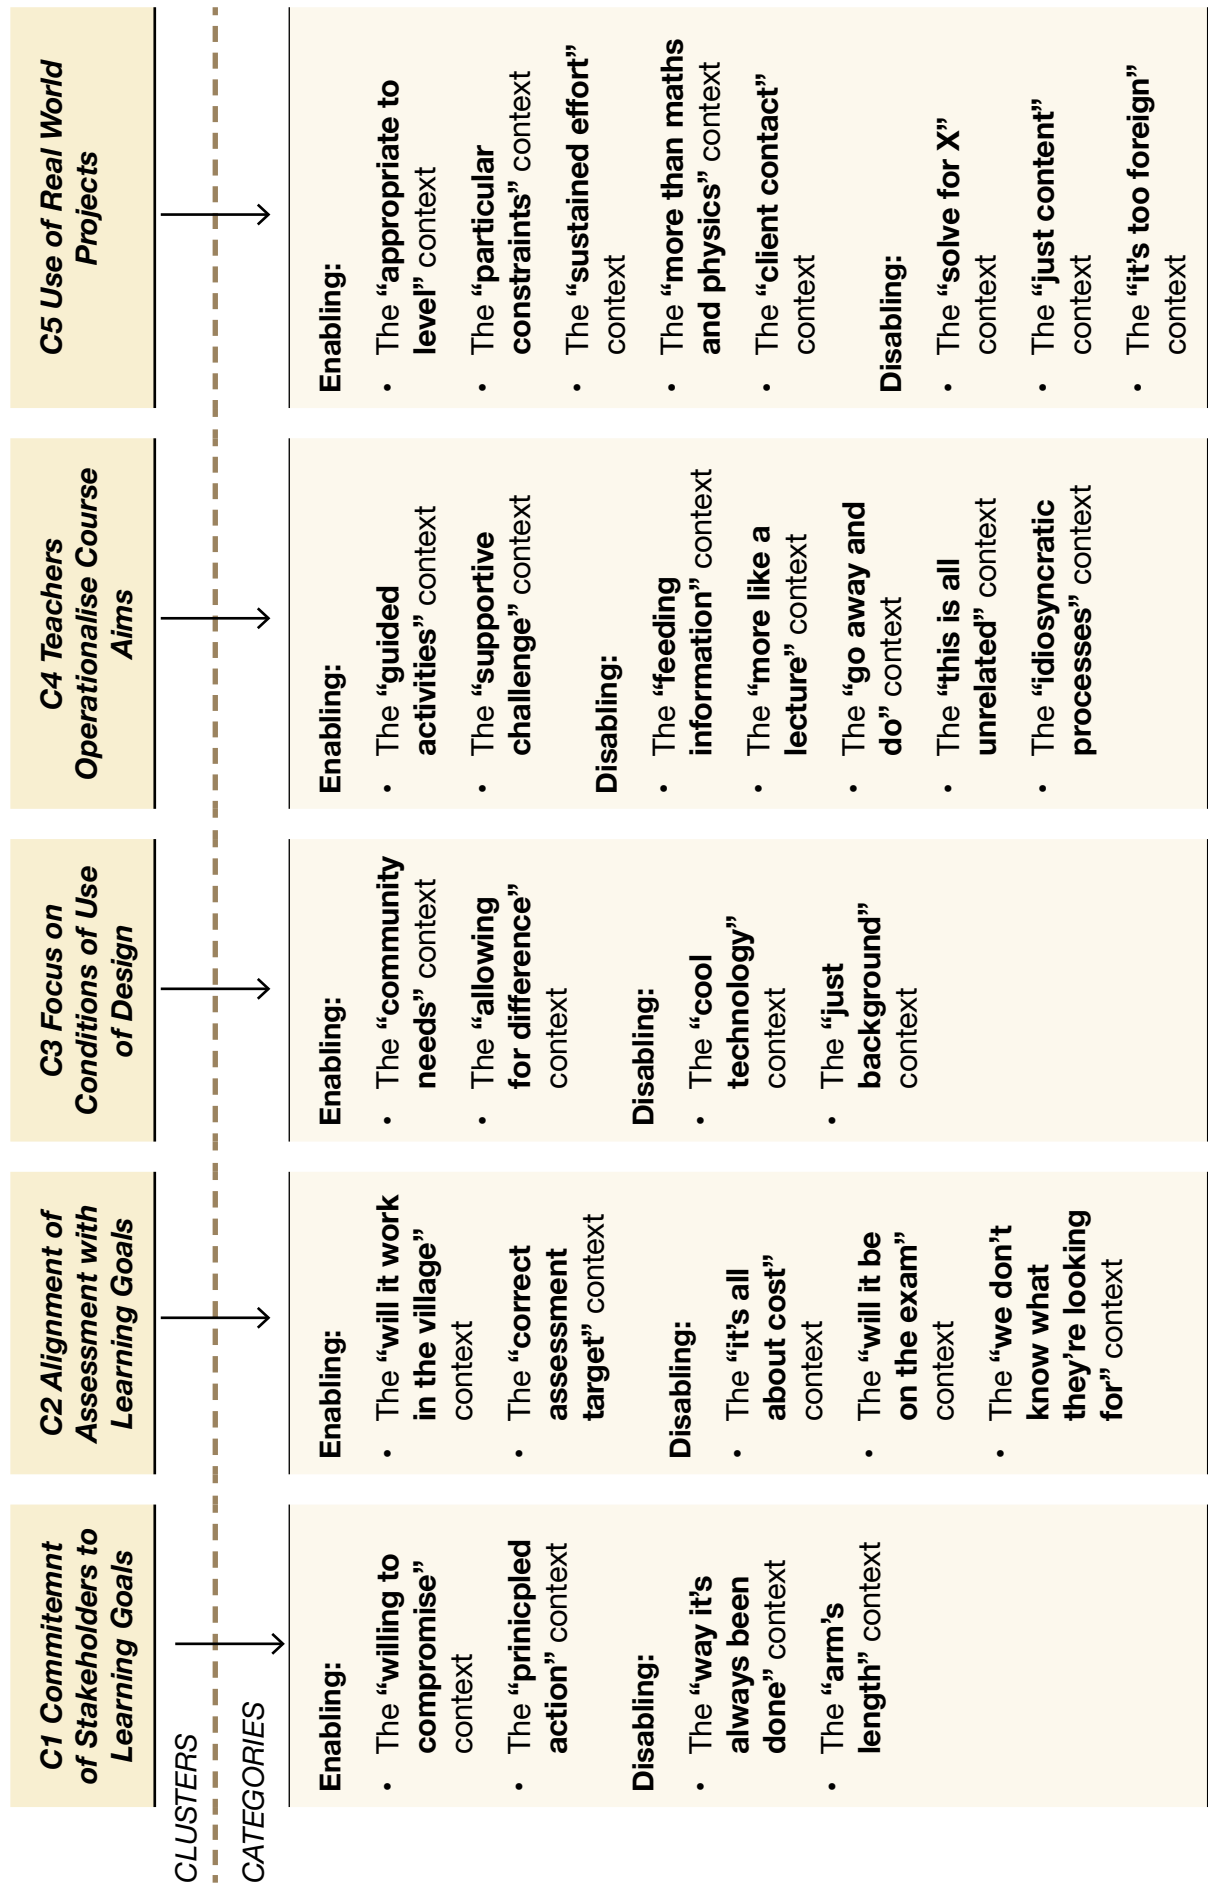 C1 Commitemnt
of Stakeholders to
Learning Goals
C2 Alignment of
Assessment with
Learning Goals
C3 Focus on
Conditions of Use
of Design
C4 Teachers
Operationalise Course
Aims
C5 Use of Real World
Projects
CLUSTERS
CATEGORIES
Enabling:
• The “willing to
compromise”
context
• The “prinicpled
action” context
Disabling:
• The “way it’s
always been
done” context
• The “arm’s
length” context
Enabling:
• The “will it work
in the village”
context
• The “correct
assessment
target” context
Disabling:
• The “it’s all
about cost”
context
• The “will it be
on the exam”
context
• The “we don’t
know what
they’re looking
for” context
Enabling:
• The “community
needs” context
• The “allowing
for difference”
context
Disabling:
• The “cool
technology”
context
• The “just
background”
context
Enabling:
• The “guided
activities” context
• The “supportive
challenge” context
Disabling:
• The “feeding
information” context
• The “more like a
lecture” context
• The “go away and
do” context
• The “this is all
unrelated” context
• The “idiosyncratic
processes” context
Enabling:
• The “appropriate to
level” context
• The “particular
constraints” context
• The “sustained effort”
context
• The “more than maths
and physics” context
• The “client contact”
context
Disabling:
• The “solve for X”
context
• The “just content”
context
• The “it’s too foreign”
context